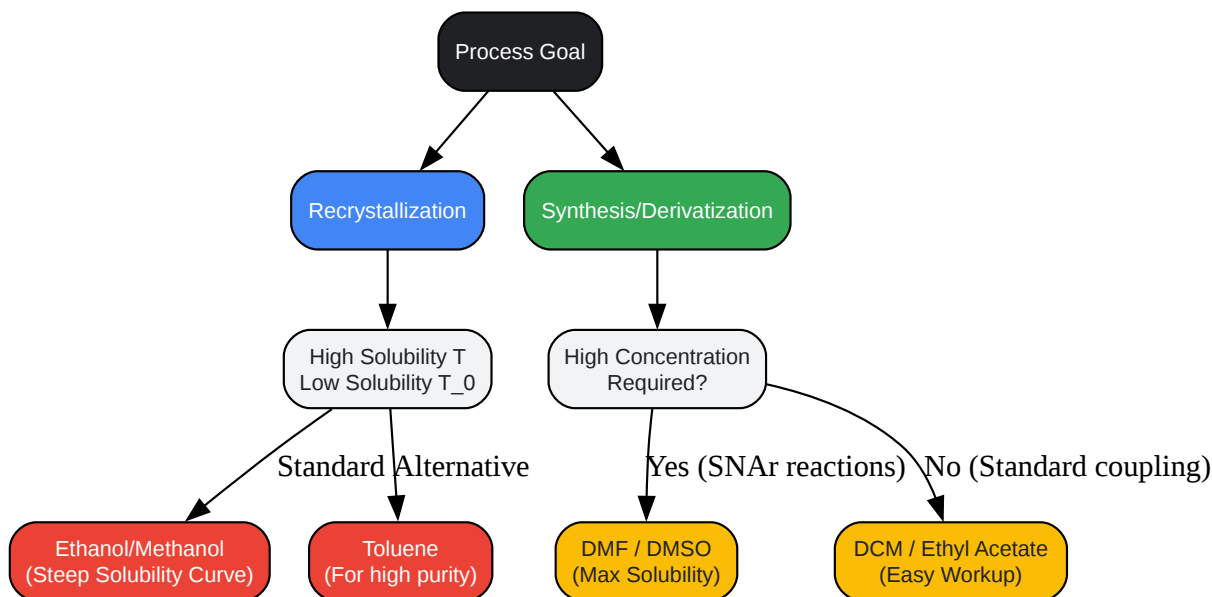 Process Goal
Recrystallization
Synthesis/Derivatization
High Solubility T
Low Solubility T_0
High Concentration
Required?
Standard
Alternative
Yes (SNAr reactions)
No (Standard coupling)
Ethanol/Methanol
(Steep Solubility Curve)
Toluene
(For high purity)
DMF / DMSO
(Max Solubility)
DCM / Ethyl Acetate
(Easy Workup)